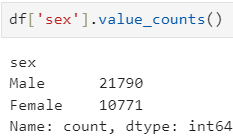 df['sex'].value_counts()
sex
Male 21790
Female 10771
Name: count, dtype: int64